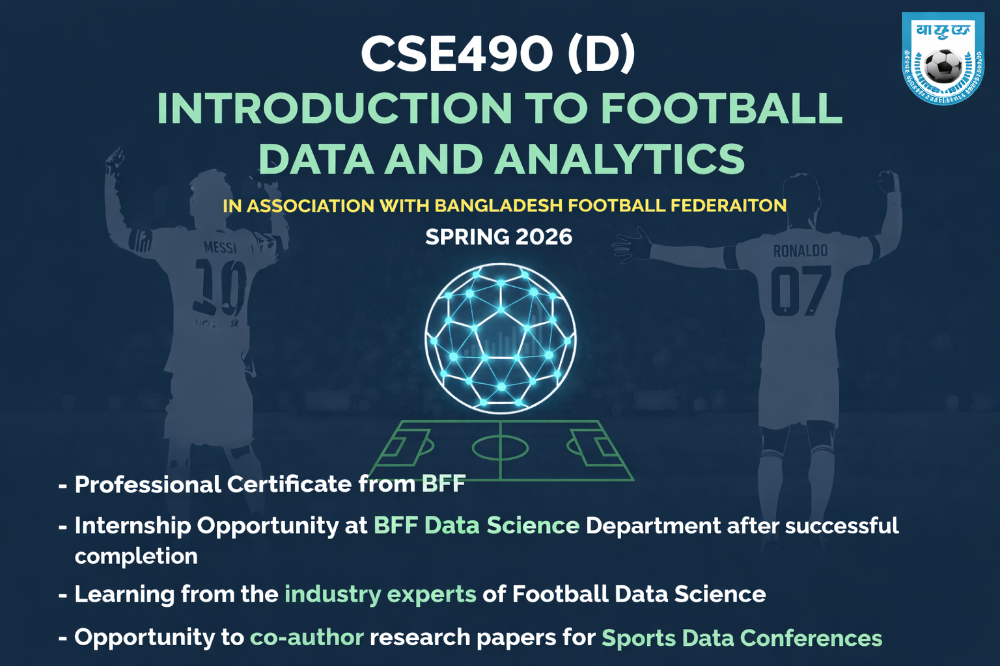 CSE490 (D)
INTRODUCTION TO FOOTBALL
DATA AND ANALYTICS
IN ASSOCIATION WITH BANGLADESH FOOTBALL FEDERAITON
SPRING 2026
MESSI
10
RONALDO
07
- Professional Certificate from BFF
- Internship Opportunity at BFF Data Science Department after successful
completion
- Learning from the industry experts of Football Data Science
- Opportunity to co-author research papers for Sports Data Conferences